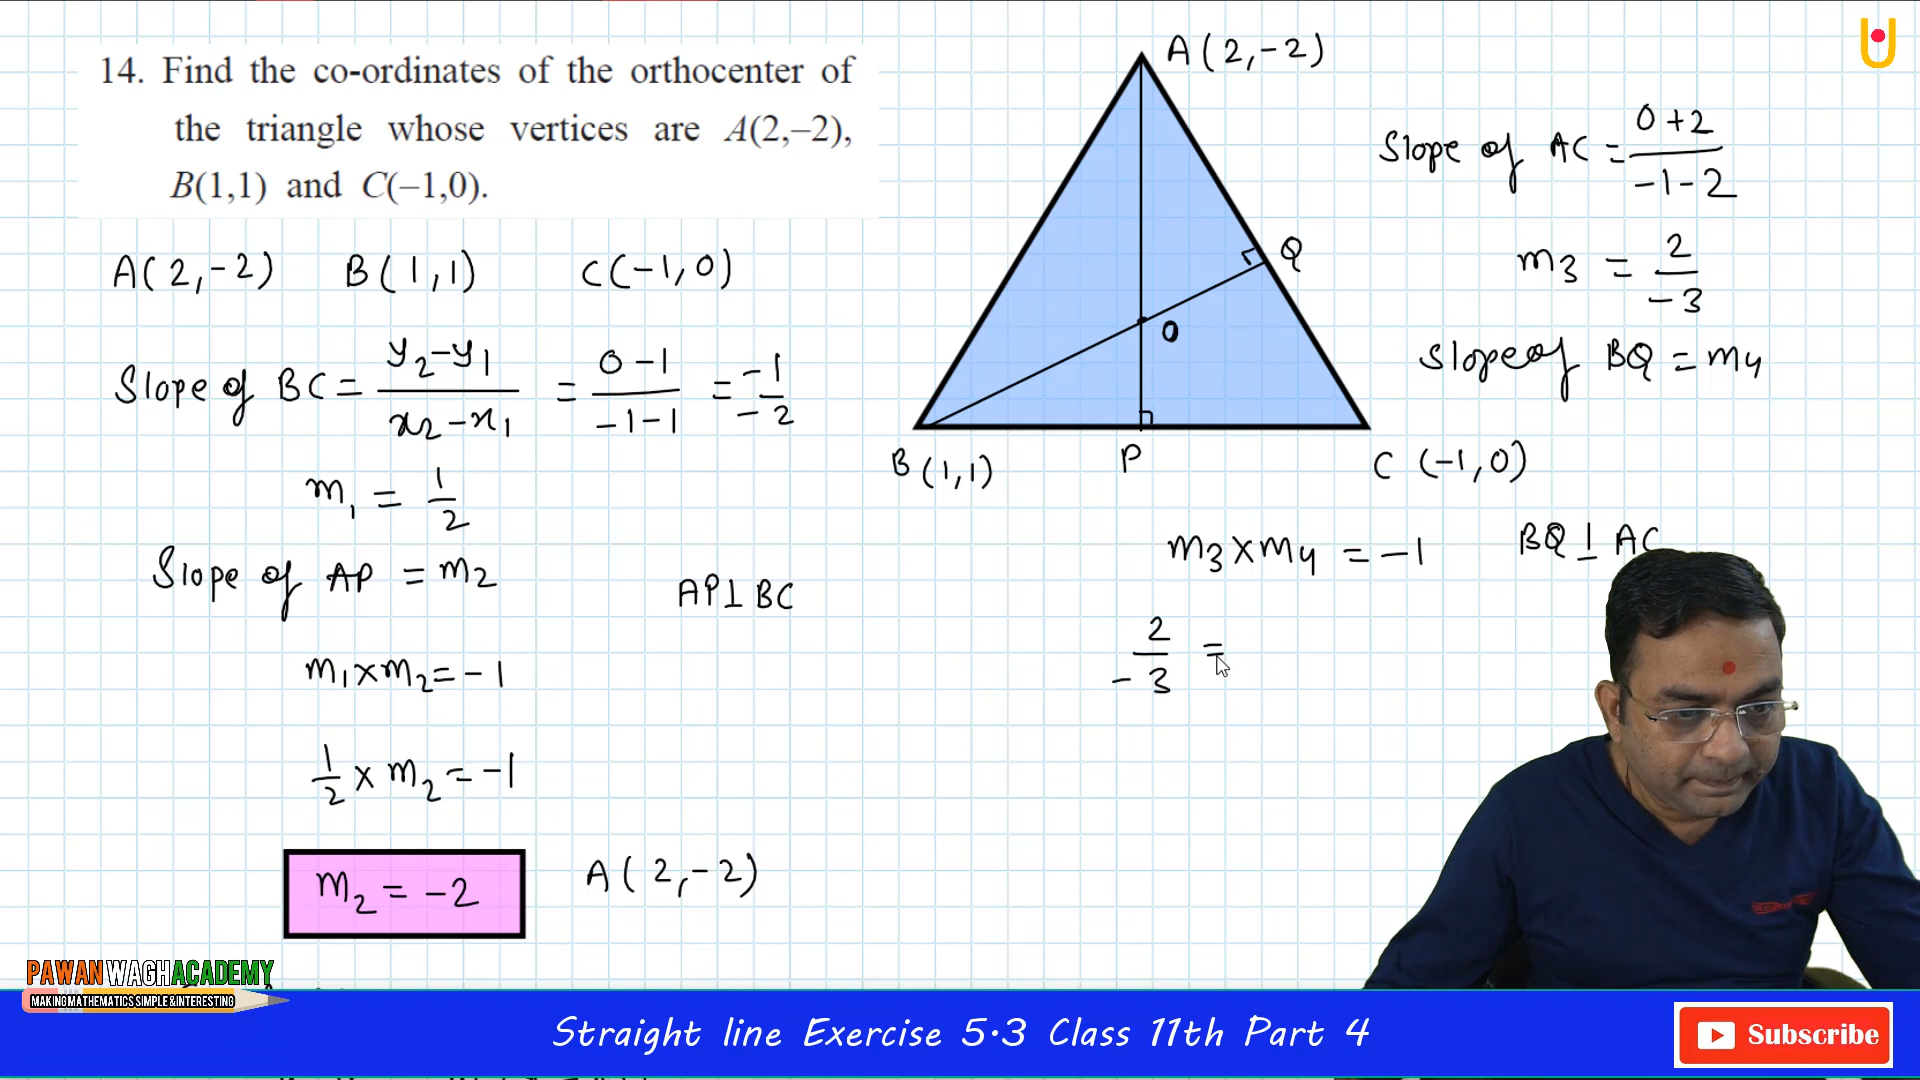 14. Find the co-ordinates of the orthocenter of
the triangle whose vertices are A(2,–2),
B(1,1) and C(–1,0).
A(2,-2) B(1,1) C(-1,0)
Slope of BC = y2-y1 / x2-x1 = 0-1 / -1-1 = -1 / -2
m1 = 1/2
Slope of AP = m2
AP⊥BC
m1×m2 = -1
1/2 × m2 = -1
m2 = -2
A(2,-2)
A(2,-2)
Q
O
B(1,1)
P
C (-1,0)
Slope of AC = 0+2 / -1-2
m3 = 2 / -3
Slope of BQ = m4
m3×m4 = -1
BQ⊥AC
2 / -3 =
PAWAN WAGH ACADEMY
MAKING MATHEMATICS SIMPLE & INTERESTING
Straight line Exercise 5.3 Class 11th Part 4
Subscribe